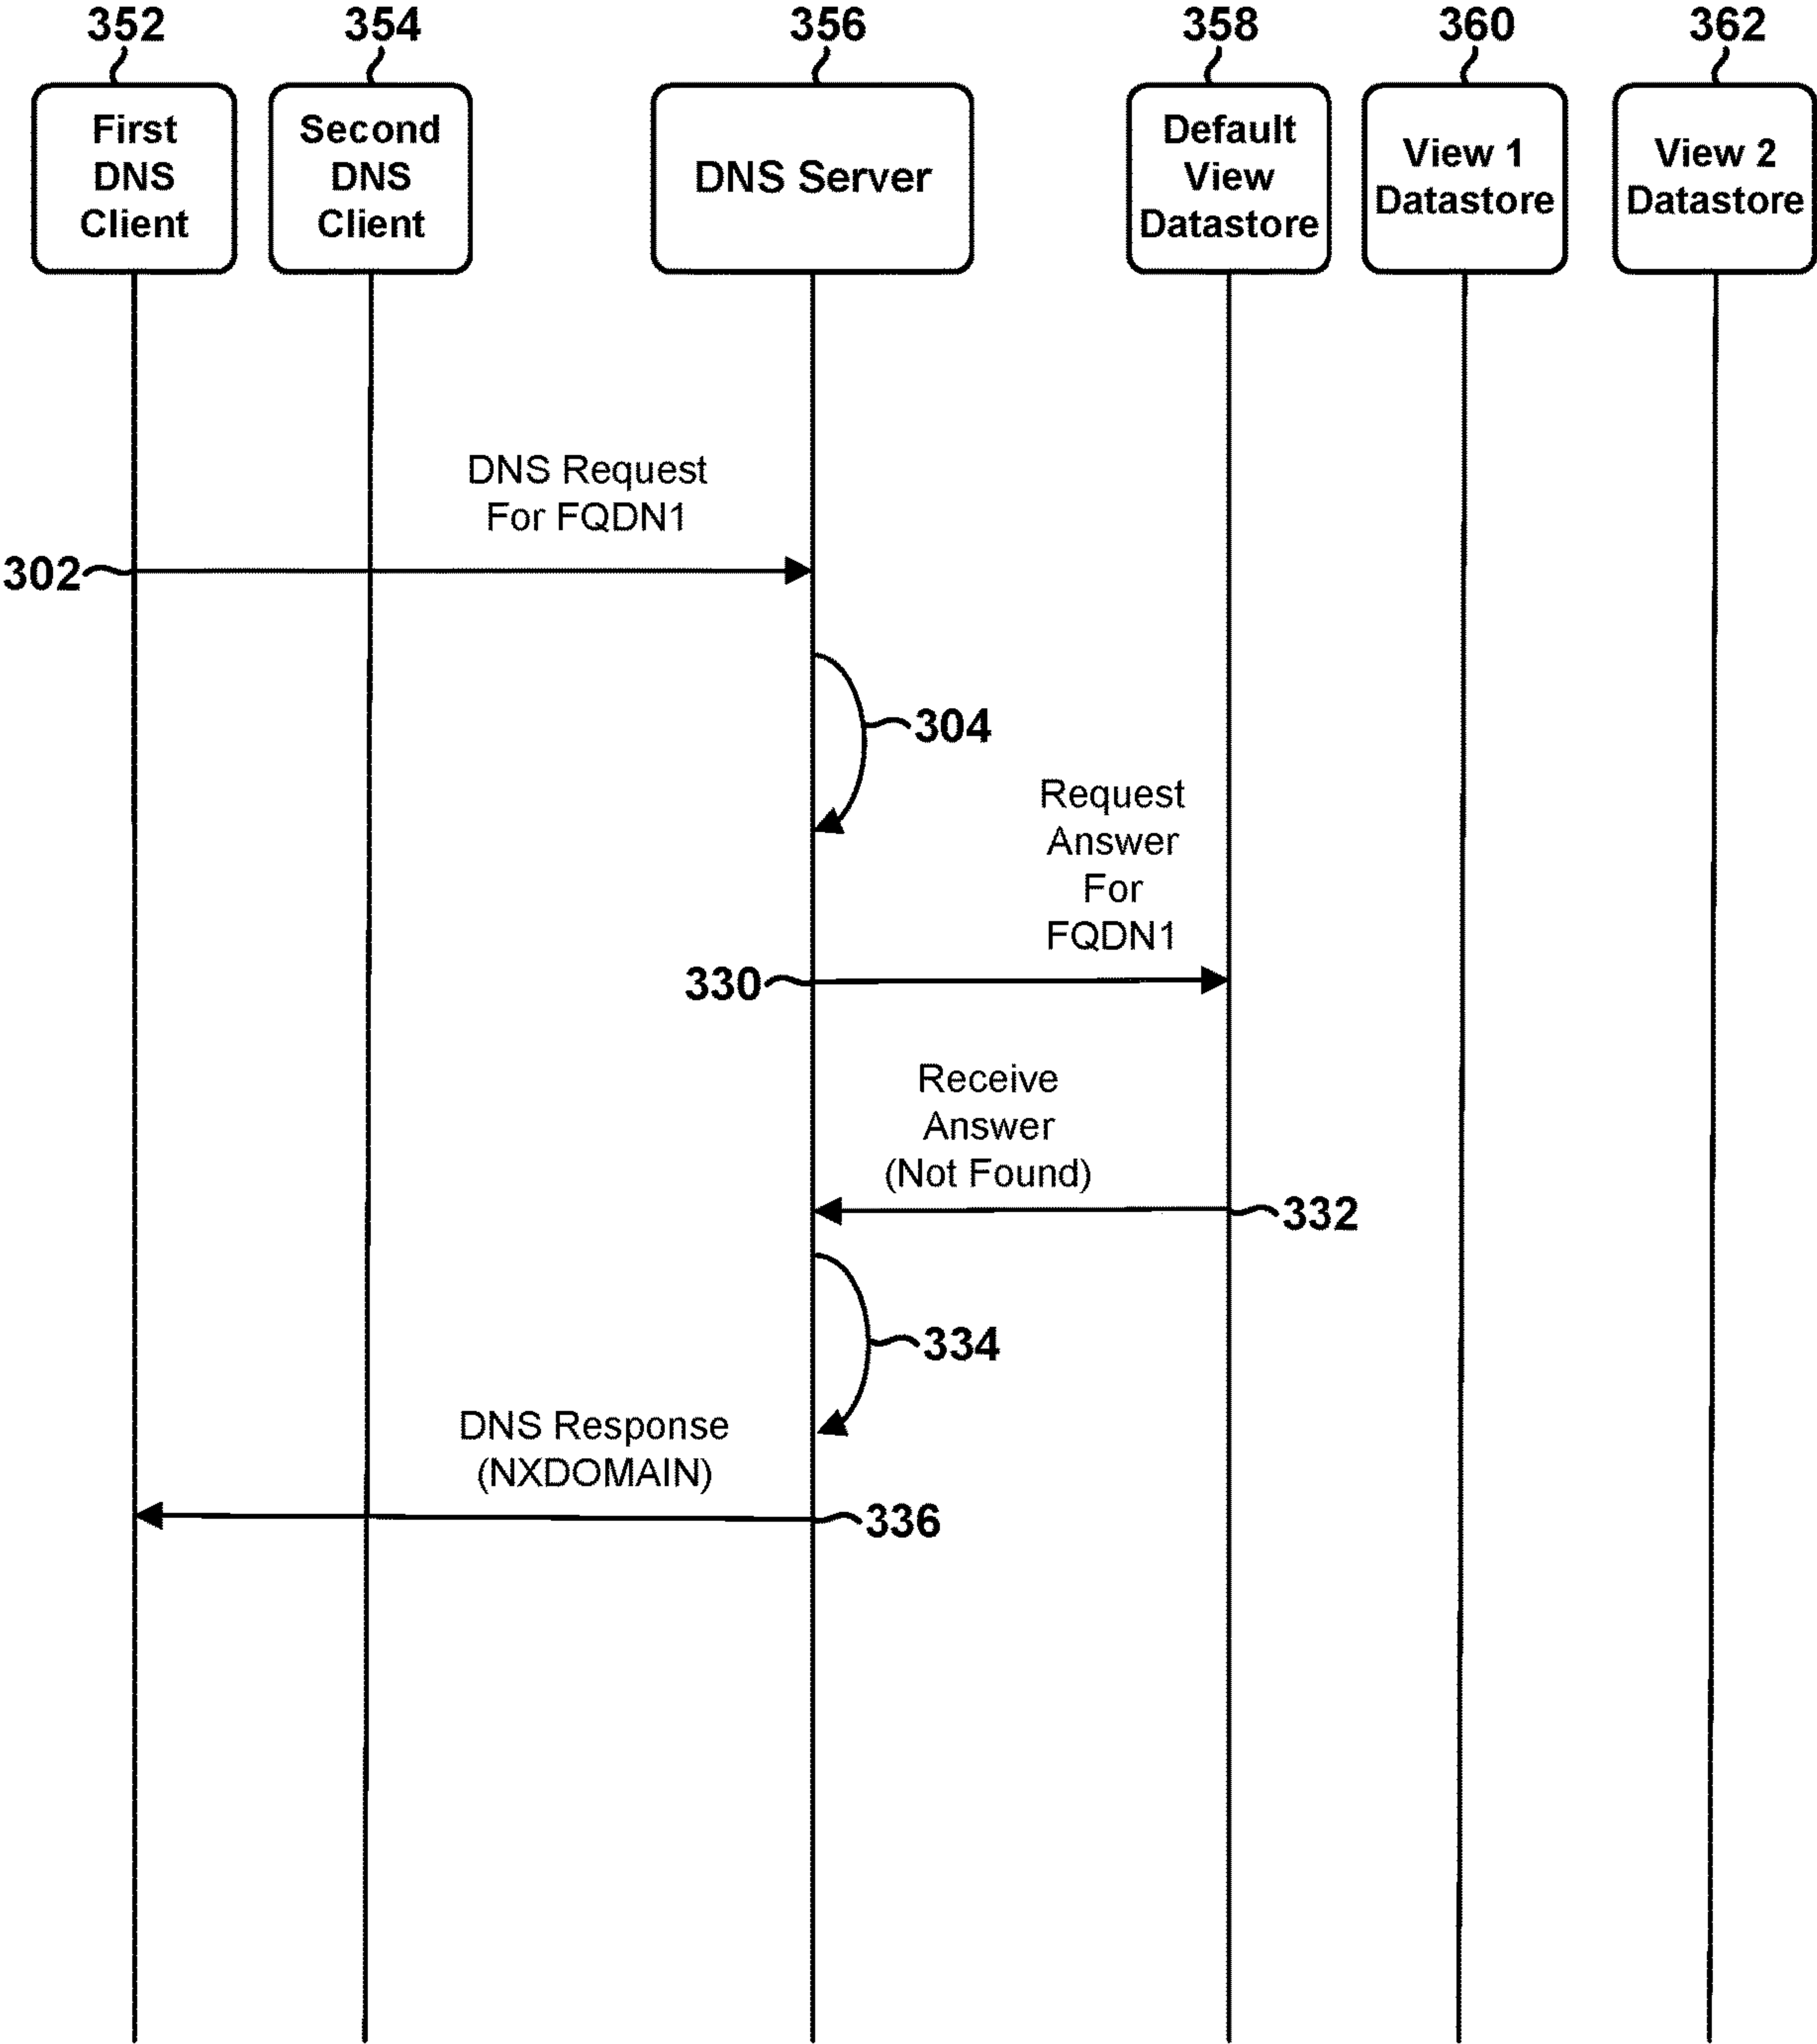 352
354
356
358
360
362
First
DNS
Client
Second
DNS
Client
DNS Server
Default
View
Datastore
View 1
Datastore
View 2
Datastore
DNS Request
For FQDN1
302
304
Request
Answer
For
FQDN1
330
Receive
Answer
(Not Found)
332
334
DNS Response
(NXDOMAIN)
336